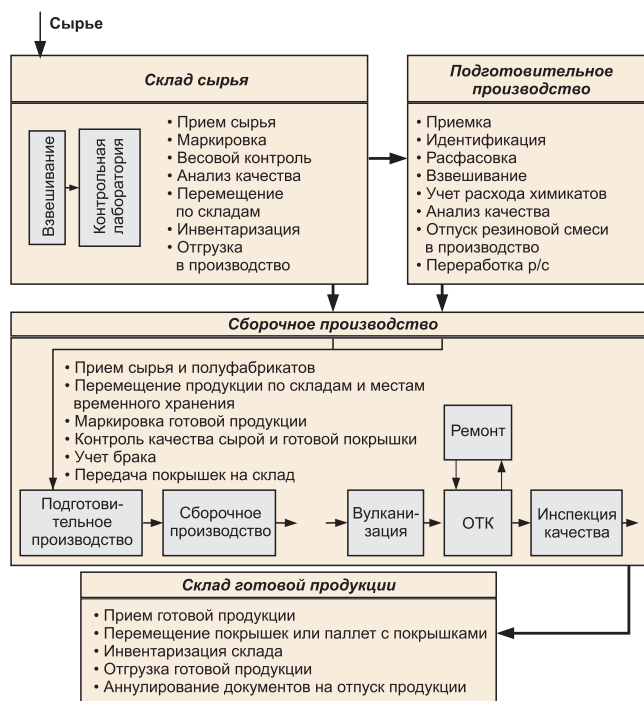 Сырье
Склад сырья
Взвешивание
Контрольная
лаборатория
• Прием сырья
• Маркировка
• Весовой контроль
• Анализ качества
• Перемещение
по складам
• Инвентаризация
• Отгрузка
в производство
Подготовительное
производство
• Приемка
• Идентификация
• Расфасовка
• Взвешивание
• Учет расхода химикатов
• Анализ качества
• Отпуск резиновой смеси
в производство
• Переработка р/с
Сборочное производство
• Прием сырья и полуфабрикатов
• Перемещение продукции по складам и местам
временного хранения
• Маркировка готовой продукции
• Контроль качества сырой и готовой покрышки
• Учет брака
• Передача покрышек на склад
Ремонт
Подготови-
тельное
производство
Сборочное
производство
Вулкани-
зация
ОТК
Инспекция
качества
Склад готовой продукции
• Прием готовой продукции
• Перемещение покрышек или паллет с покрышками
• Инвентаризация склада
• Отгрузка готовой продукции
• Аннулирование документов на отпуск продукции